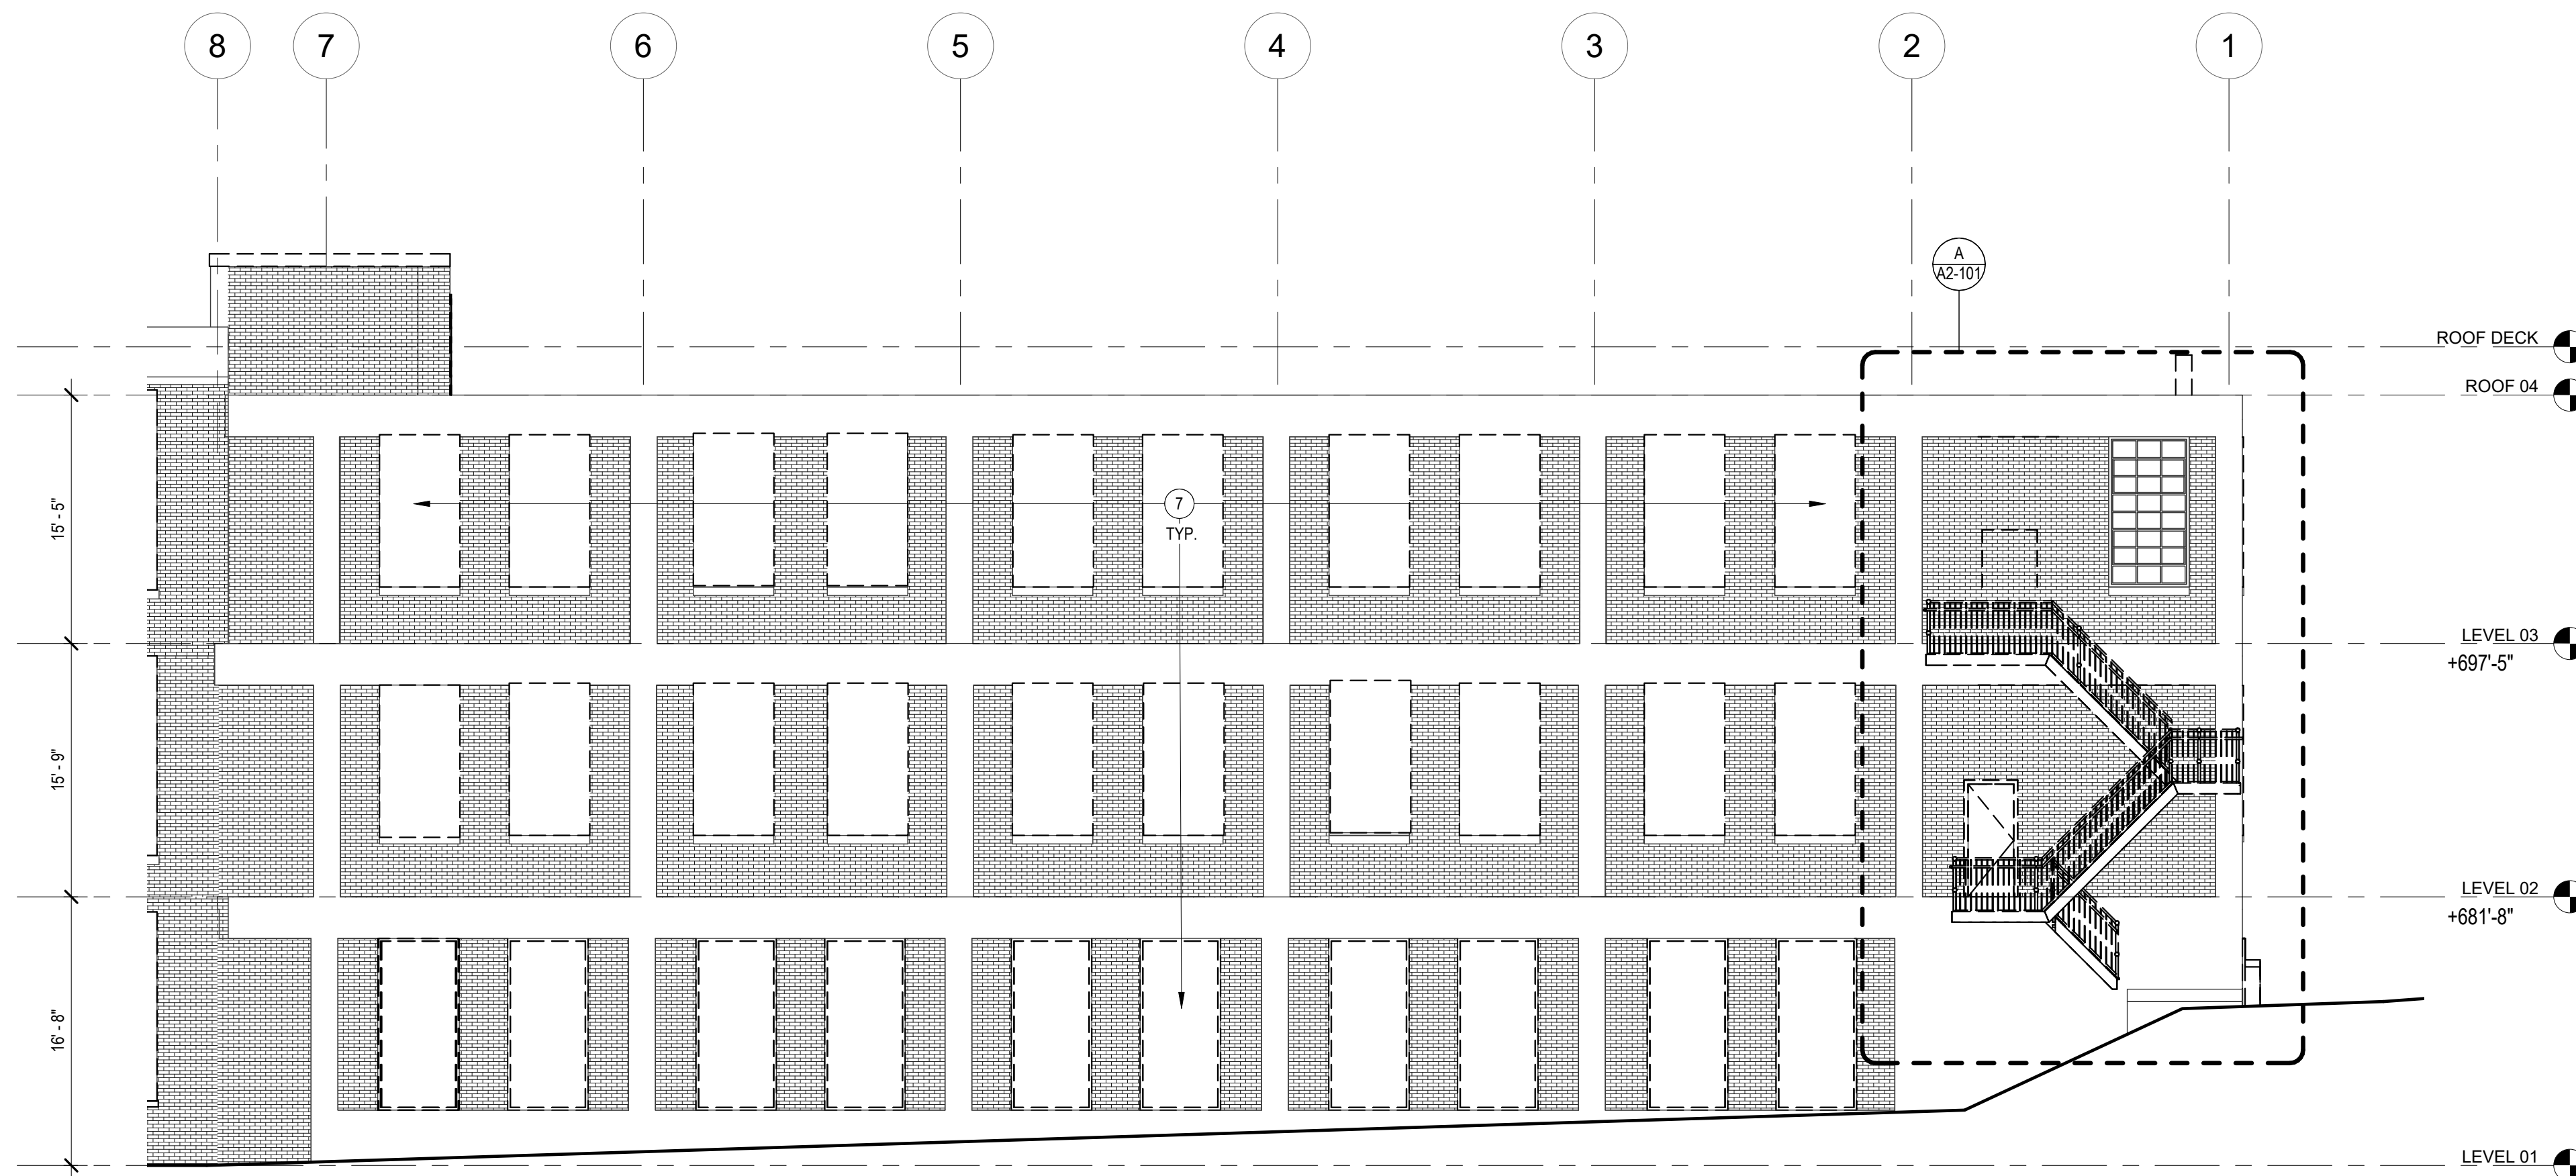 8 7 6 5 4 3 2 1
A
A2-101
ROOF DECK
ROOF 04
15' - 5"
7
TYP.
LEVEL 03
+697'-5"
15' - 9"
LEVEL 02
+681'-8"
16' - 8"
LEVEL 01